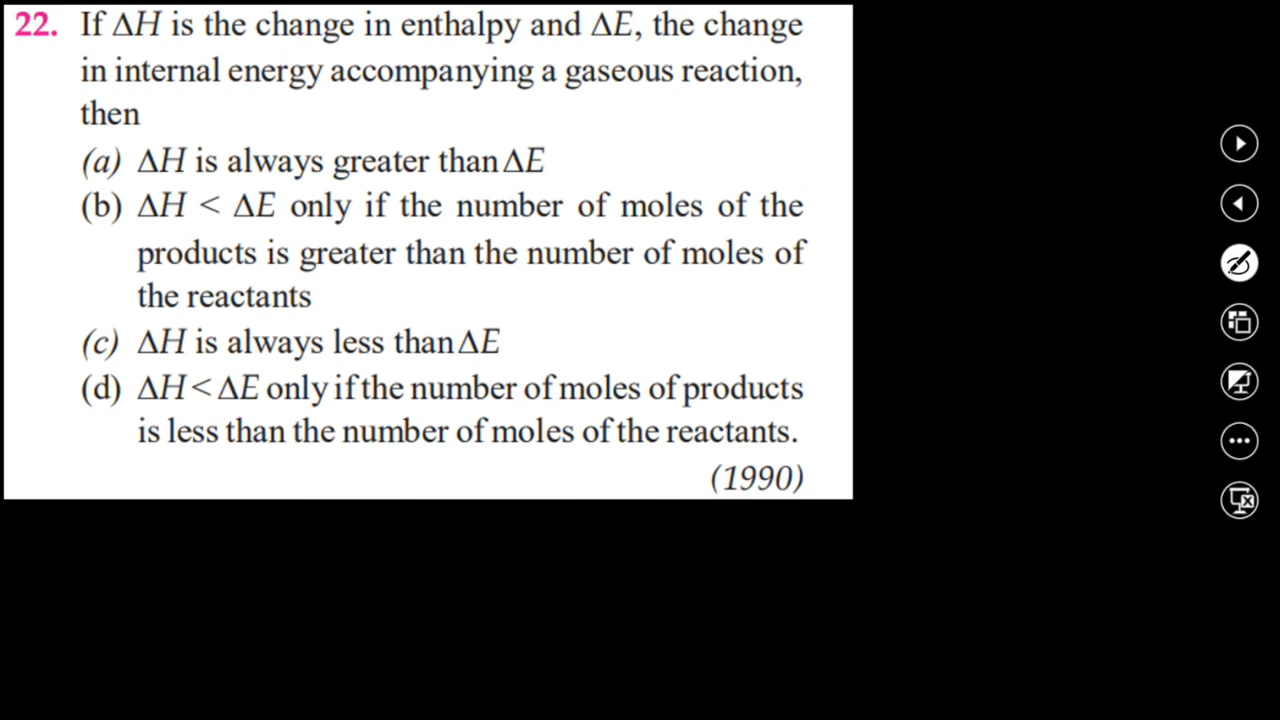 22. If ΔH is the change in enthalpy and ΔE, the change
in internal energy accompanying a gaseous reaction,
then
(a) ΔH is always greater than ΔE
(b) ΔH < ΔE only if the number of moles of the
products is greater than the number of moles of
the reactants
(c) ΔH is always less than ΔE
(d) ΔH < ΔE only if the number of moles of products
is less than the number of moles of the reactants.
(1990)